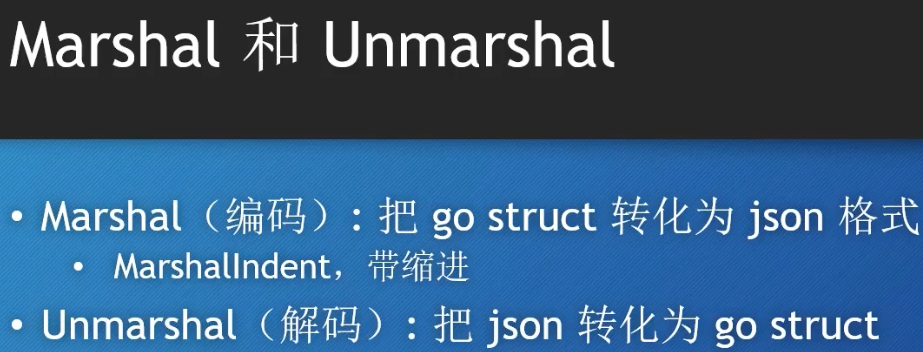 Marshal 和 Unmarshal
• Marshal（编码）: 把 go struct 转化为 json 格式
• MarshalIndent，带缩进
• Unmarshal（解码）: 把 json 转化为 go struct